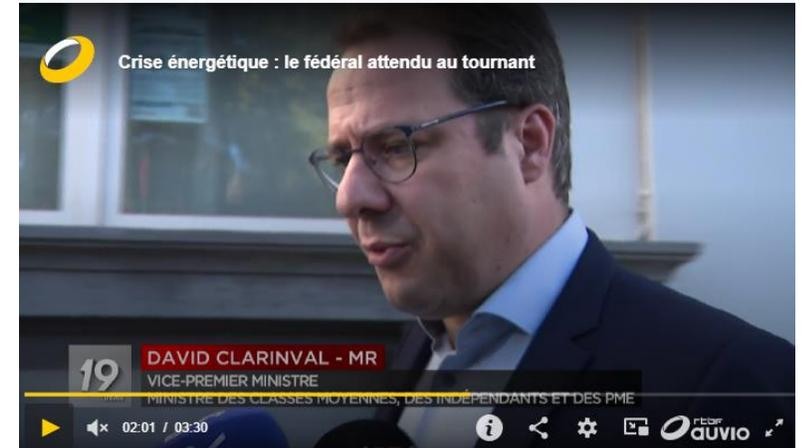 Crise énergétique : le fédéral attendu au tournant
19
DAVID CLARINVAL - MR
VICE-PREMIER MINISTRE
MINISTRE DES CLASSES MOYENNES, DES INDÉPENDANTS ET DES PME
02:01 / 03:30
rtbf
auvio